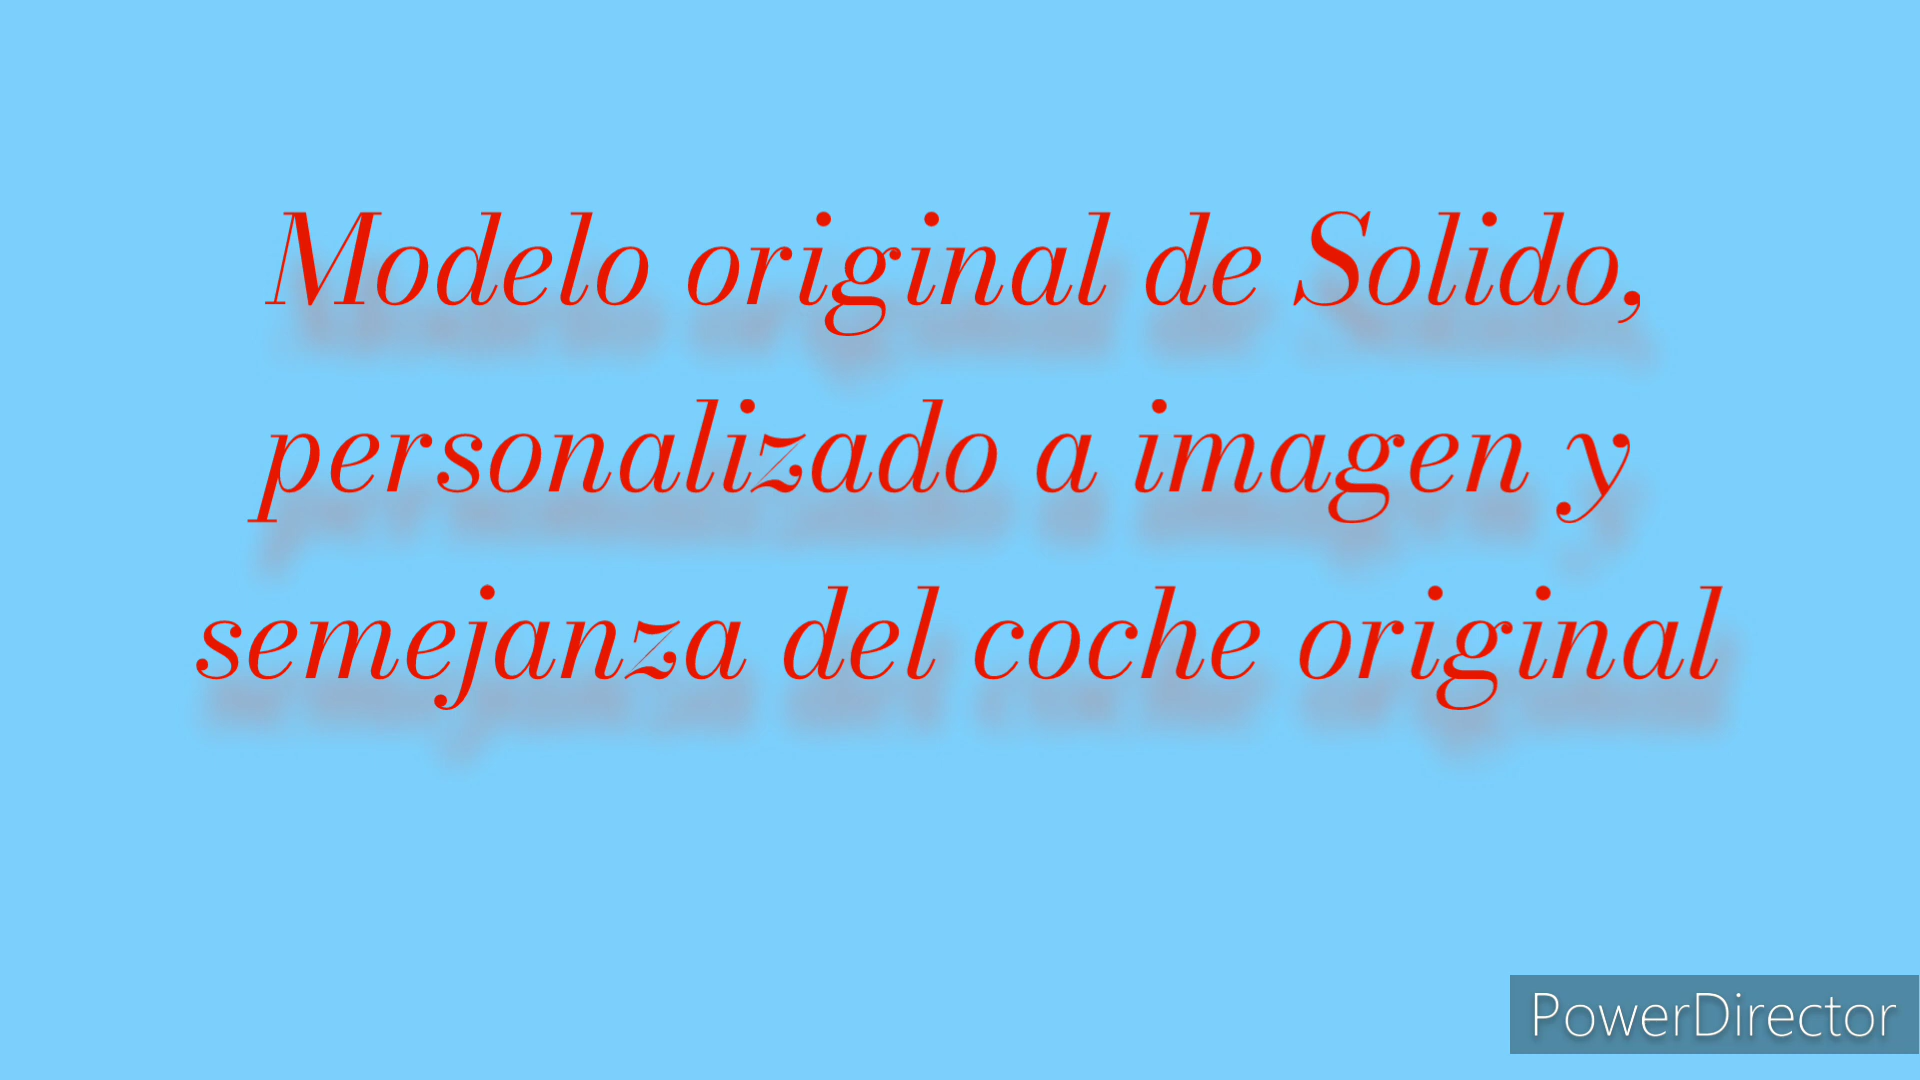 Modelo original de Solido,
personalizado a imagen y
semejanza del coche original
PowerDirector